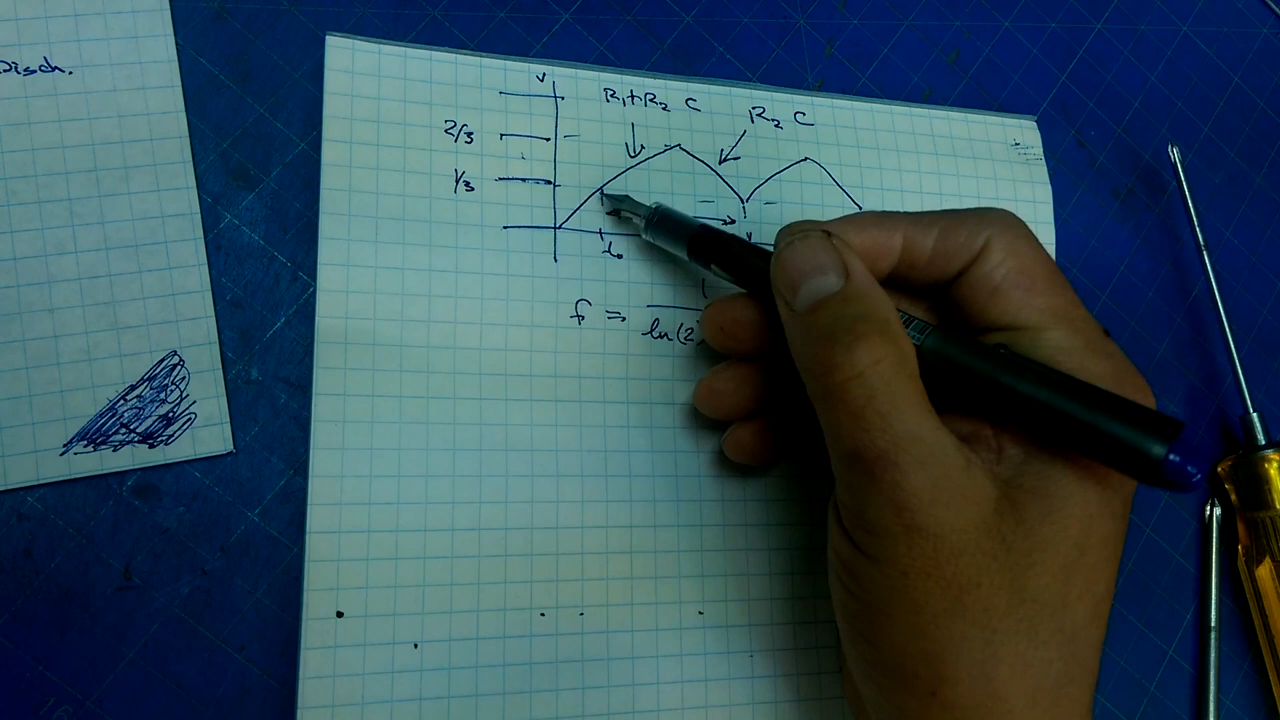 Disch.
V
R1+R2 C
R2 C
2/3
1/3
t0
f =
ln(2)